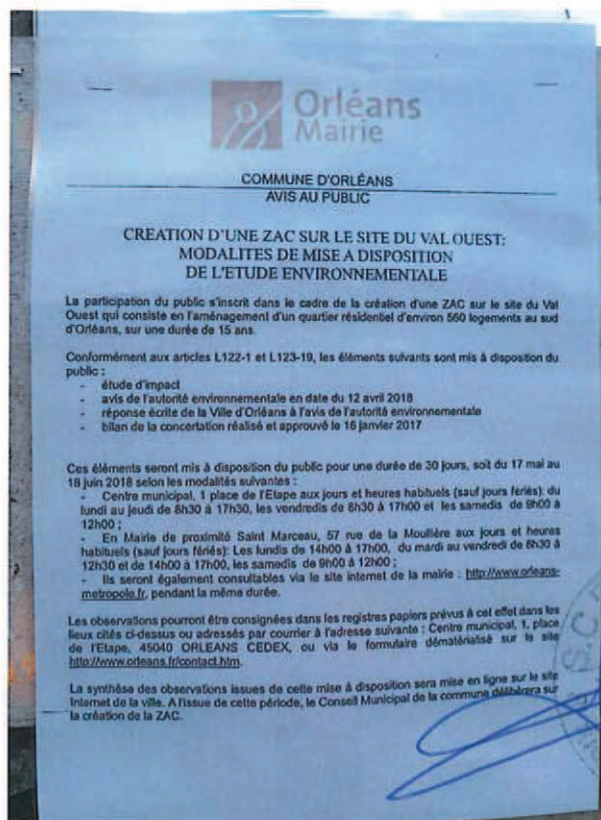 Orléans
Mairie
COMMUNE D'ORLÉANS
AVIS AU PUBLIC
CREATION D'UNE ZAC SUR LE SITE DU VAL OUEST:
MODALITES DE MISE A DISPOSITION
DE L'ETUDE ENVIRONNEMENTALE
La participation du public s'inscrit dans le cadre de la création d'une ZAC sur le site du Val
Ouest qui consiste en l'aménagement d'un quartier résidentiel d'environ 560 logements au sud
d'Orléans, sur une durée de 15 ans.
Conformément aux articles L122-1 et L123-19, les éléments suivants sont mis à disposition du
public :
- étude d'impact
- avis de l'autorité environnementale en date du 12 avril 2018
- réponse écrite de la Ville d'Orléans à l'avis de l'autorité environnementale
- bilan de la concertation réalisé et approuvé le 16 janvier 2017
Ces éléments seront mis à disposition du public pour une durée de 30 jours, soit du 17 mai au
18 juin 2018 selon les modalités suivantes :
- Centre municipal, 1 place de l'Etape aux jours et heures habituels (sauf jours fériés): du
lundi au jeudi de 8h30 à 17h30, les vendredis de 8h30 à 17h00 et les samedis de 9h00 à
12h00 ;
- En Mairie de proximité Saint Marceau, 57 rue de la Mouillère aux jours et heures
habituels (sauf jours fériés): Les lundis de 14h00 à 17h00, du mardi au vendredi de 8h30 à
12h30 et de 14h00 à 17h00, les samedis de 9h00 à 12h00 ;
- Ils seront également consultables via le site internet de la mairie : http://www.orleans-
metropole.fr, pendant la même durée.
Les observations pourront être consignées dans les registres papiers prévus à cet effet dans les
lieux cités ci-dessus ou adressés par courrier à l'adresse suivante : Centre municipal, 1, place
de l'Etape, 45040 ORLEANS CEDEX, ou via le formulaire dématérialisé sur le site
http://www.orleans.fr/contact.htm.
La synthèse des observations issues de cette mise à disposition sera mise en ligne sur le site
Internet de la ville. A l'issue de cette période, le Conseil Municipal de la commune délibérera sur
la création de la ZAC.